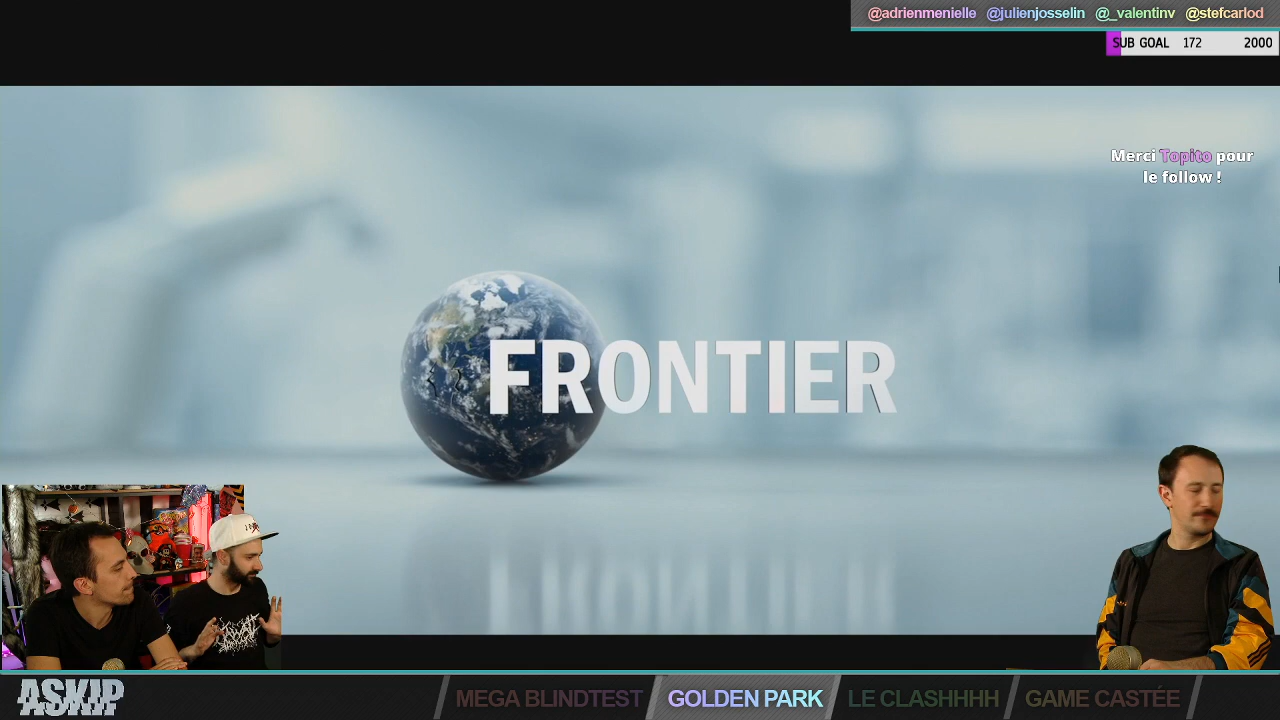 @adrienmenielle @julienjosselin @_valentinv @stefcarlod
SUB GOAL 172 2000
Merci Topito pour
le follow !
FRONTIER
ASKIP
MEGA BLINDTEST GOLDEN PARK LE CLASHHHH GAME CASTÉE